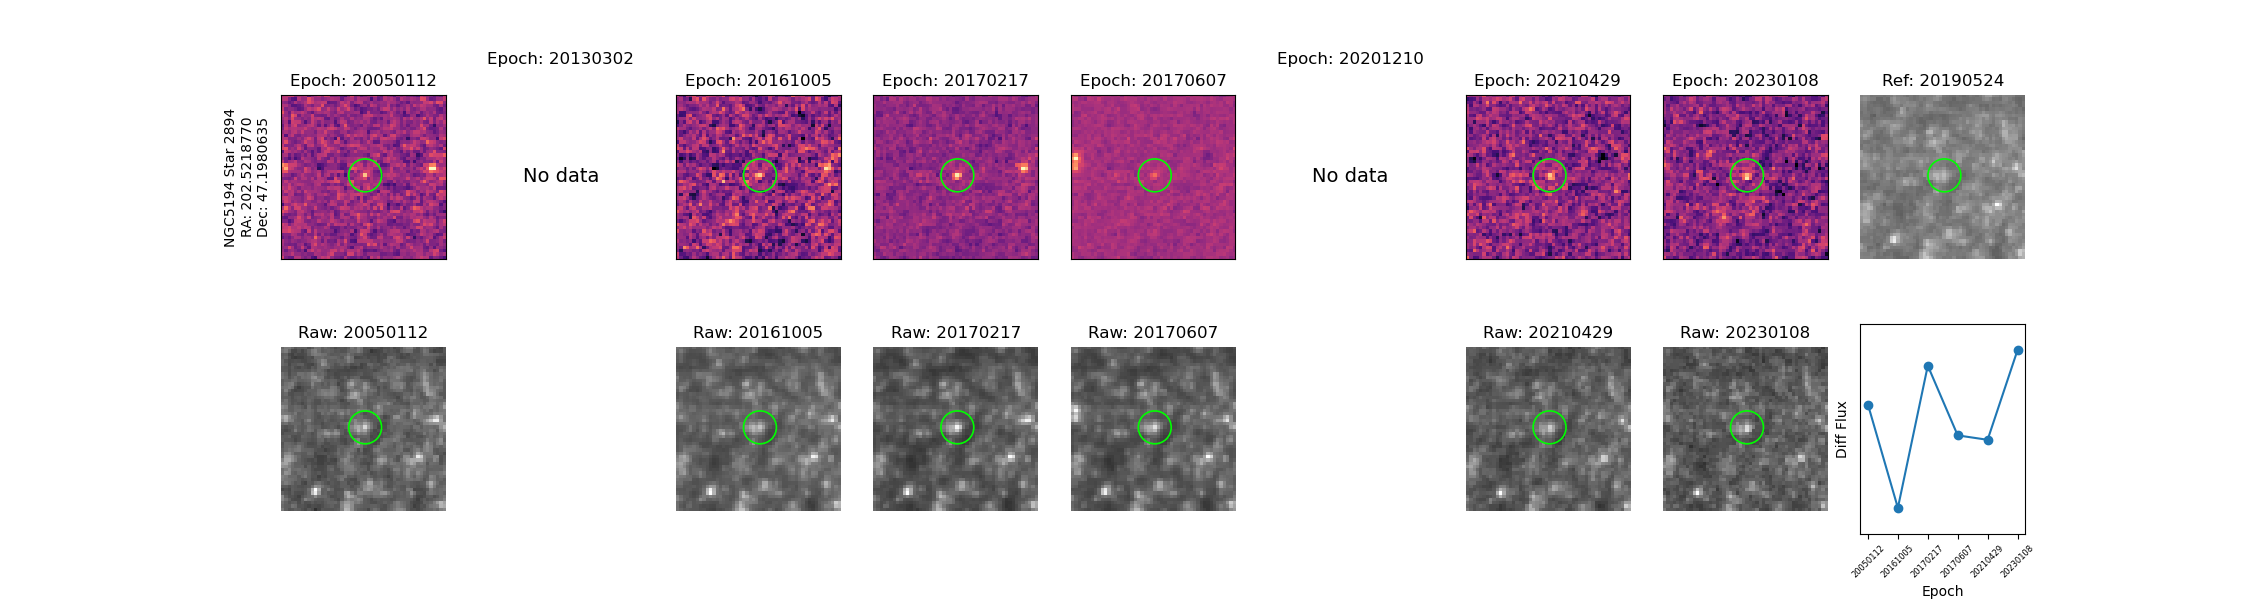 Epoch: 20130302
Epoch: 20201210
Epoch: 20050112
Epoch: 20161005
Epoch: 20170217
Epoch: 20170607
Epoch: 20210429
Epoch: 20230108
Ref: 20190524
NGC5194 Star 2894
RA: 202.5218770
Dec: 47.1980635
No data
No data
Raw: 20050112
Raw: 20161005
Raw: 20170217
Raw: 20170607
Raw: 20210429
Raw: 20230108
Diff Flux
20050112
20161005
20170217
20170607
20210429
20230108
Epoch